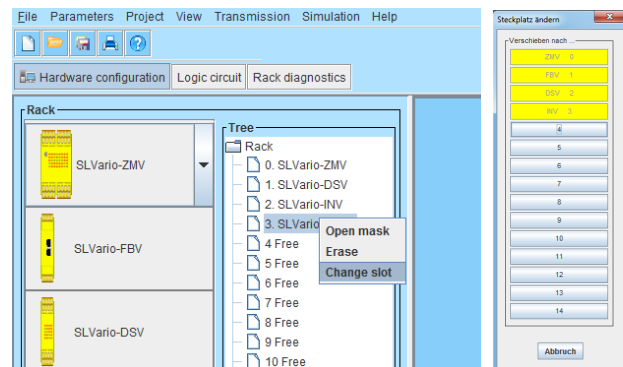 File Parameters Project View Transmission Simulation Help
Hardware configuration Logic circuit Rack diagnostics
Rack
SLVario-ZMV
SLVario-FBV
SLVario-DSV
Tree
Rack
0. SLVario-ZMV
1. SLVario-DSV
2. SLVario-INV
3. SLVario
4 Free
5 Free
6 Free
7 Free
8 Free
9 Free
10 Free
Open mask
Erase
Change slot
Steckplatz ändern
Verschieben nach ...
ZMV 0
FBV 1
DSV 2
INV 3
4
5
6
7
8
9
10
11
12
13
14
Abbruch